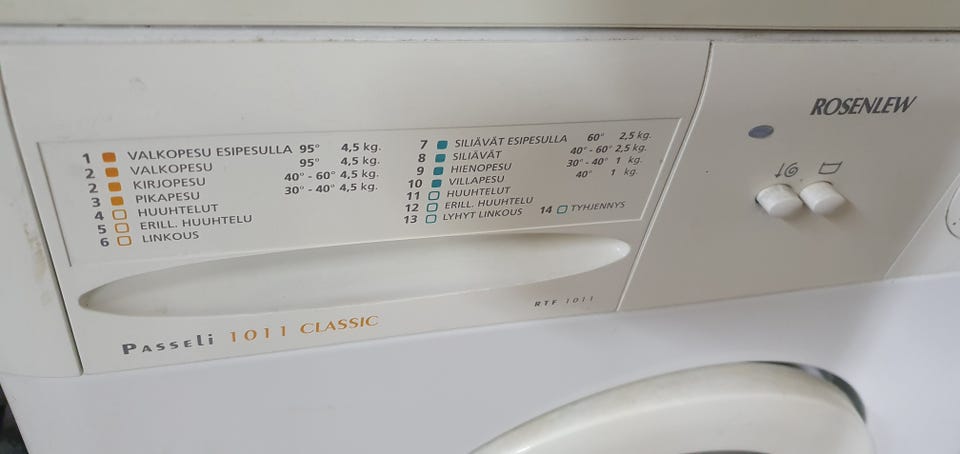 ROSENLEW
1 VALKOPESU ESIPESULLA 95° 4,5 kg.
2 VALKOPESU 95° 4,5 kg.
2 KIRJOPESU 40° - 60° 4,5 kg.
3 PIKAPESU 30° - 40° 4,5 kg.
4 HUUHTELUT
5 ERILL. HUUHTELU
6 LINKOUS
7 SILIÄVÄT ESIPESULLA 60° 2,5 kg.
8 SILIÄVÄT 40° - 60° 2,5 kg.
9 HIENOPESU 30° - 40° 1 kg.
10 VILLAPESU 40° 1 kg.
11 HUUHTELUT
12 ERILL. HUUHTELU
13 LYHYT LINKOUS 14 TYHJENNYS
RTF 1011
PASSELI 1011 CLASSIC